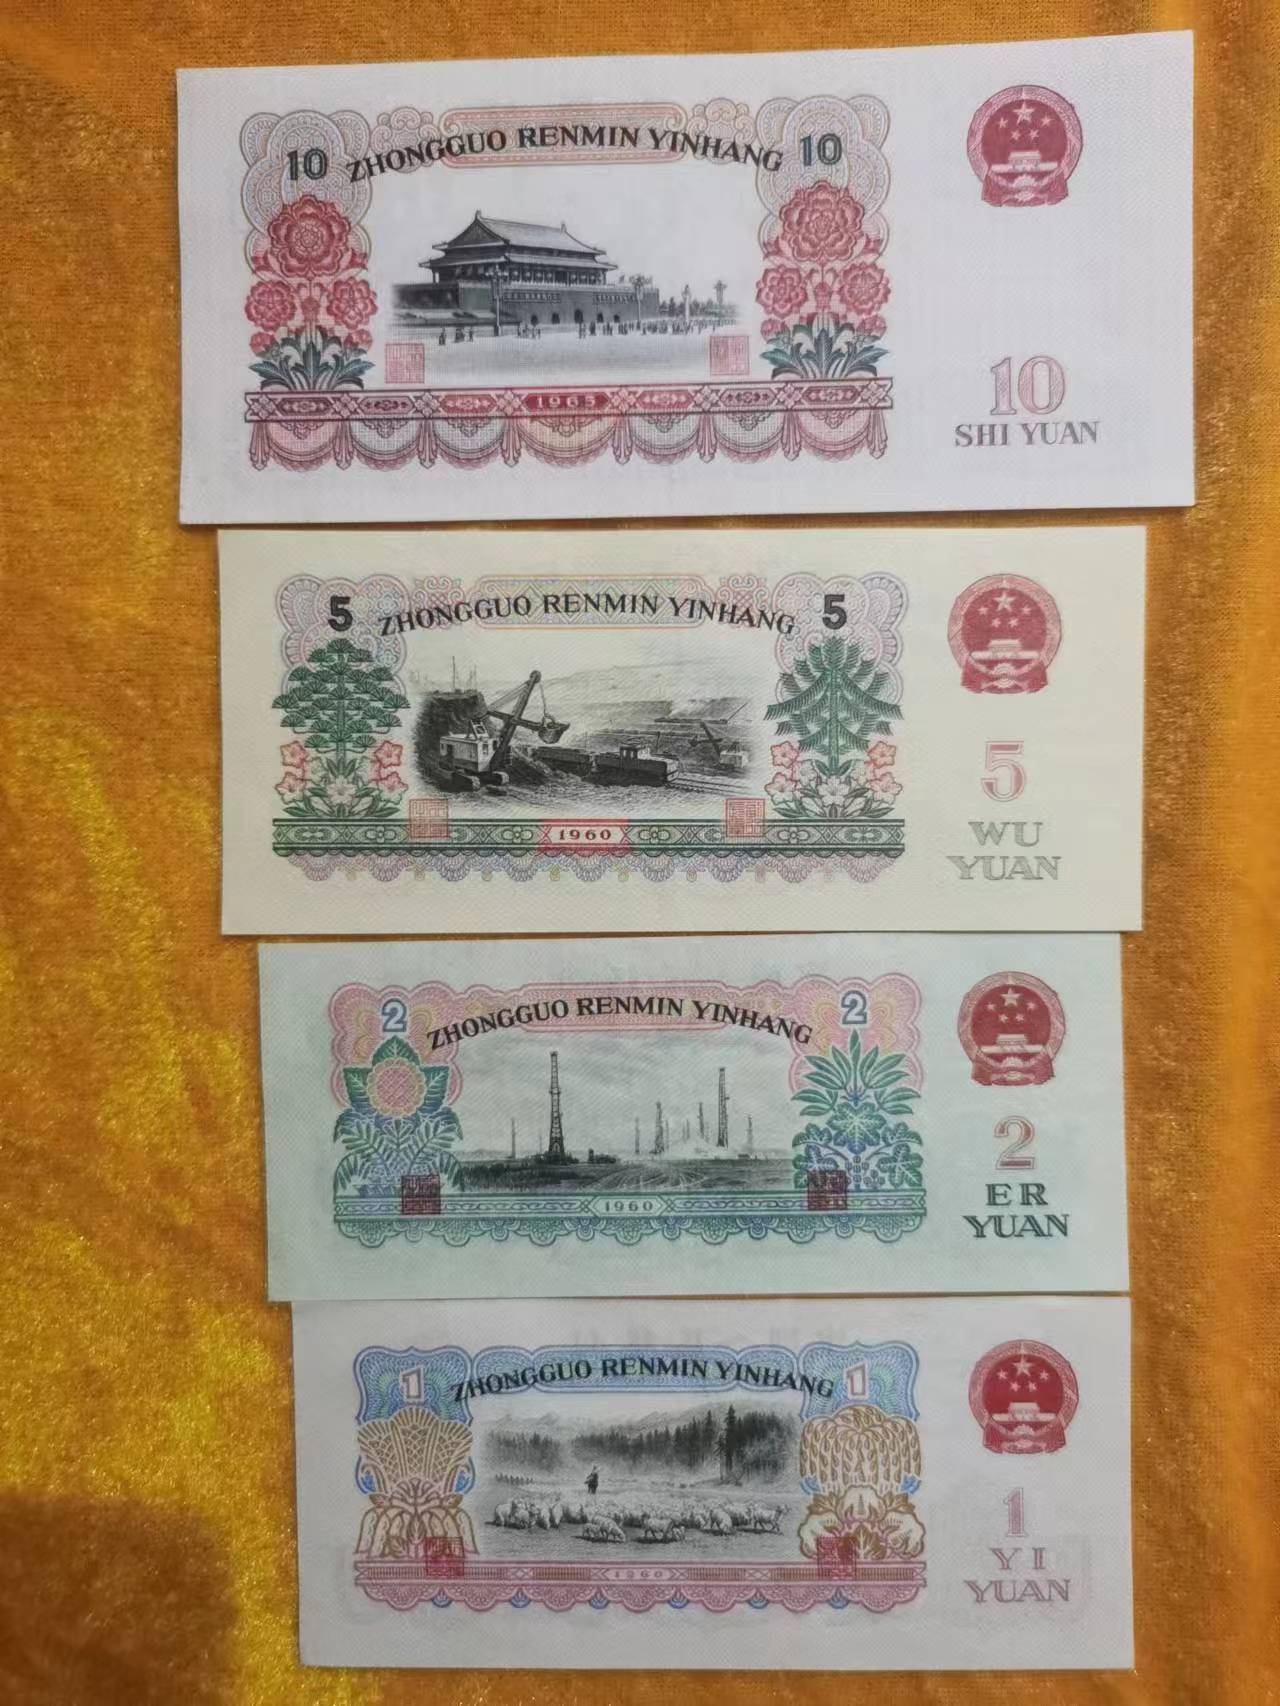 10 ZHONGGUO RENMIN YINHANG 10
1965
10
SHI YUAN
5 ZHONGGUO RENMIN YINHANG 5
1960
5
WU
YUAN
2 ZHONGGUO RENMIN YINHANG 2
1960
2
ER
YUAN
1 ZHONGGUO RENMIN YINHANG 1
1960
1
YI
YUAN